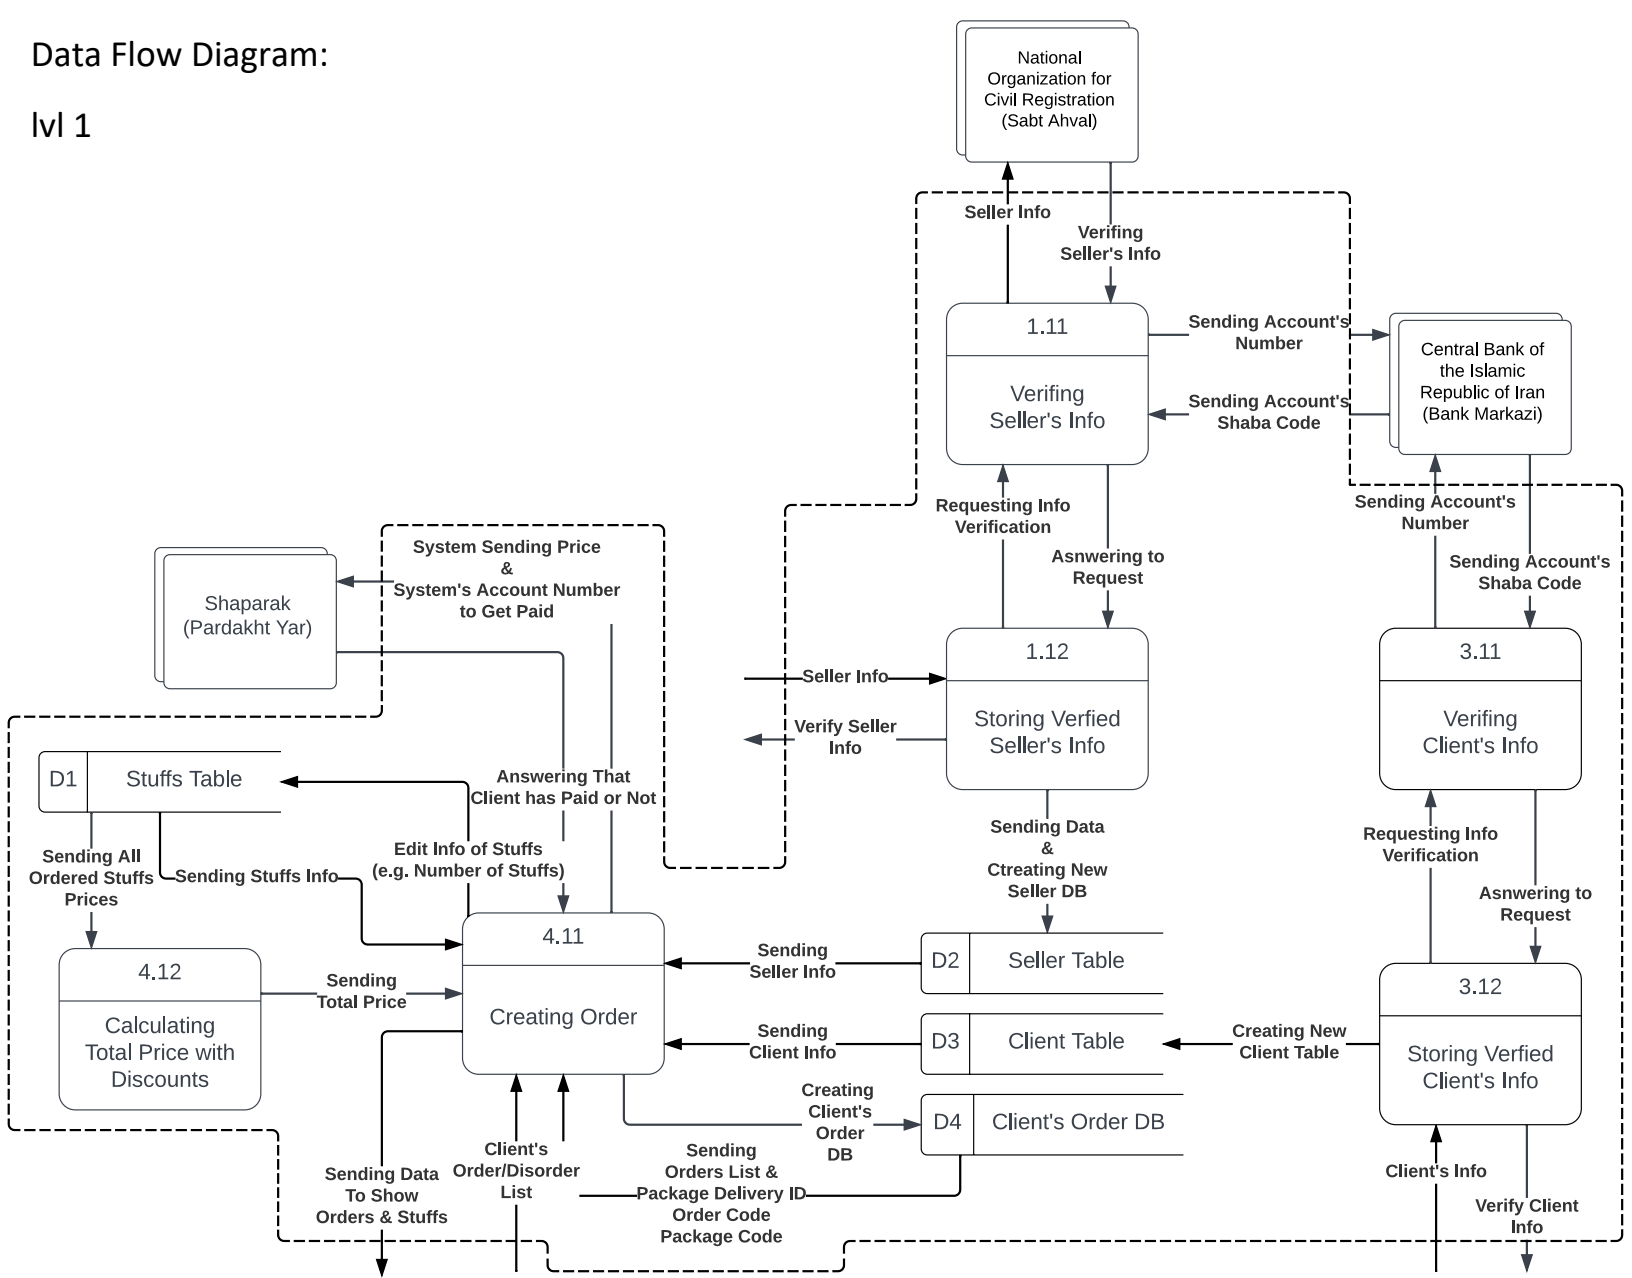 Data Flow Diagram:
lvl 1
National
Organization for
Civil Registration
(Sabt Ahval)
Seller Info
Verifing
Seller's Info
1.11
Verifing
Seller's Info
Sending Account's
Number
Sending Account's
Shaba Code
Central Bank of
the Islamic
Republic of Iran
(Bank Markazi)
Requesting Info
Verification
Asnwering to
Request
Sending Account's
Number
Sending Account's
Shaba Code
System Sending Price
&
System's Account Number
to Get Paid
Shaparak
(Pardakht Yar)
1.12
Storing Verfied
Seller's Info
Seller Info
Verify Seller
Info
3.11
Verifing
Client's Info
D1
Stuffs Table
Answering That
Client has Paid or Not
Edit Info of Stuffs
(e.g. Number of Stuffs)
Sending All
Ordered Stuffs
Prices
Sending Stuffs Info
Sending Data
&
Ctreating New
Seller DB
Requesting Info
Verification
Asnwering to
Request
4.11
Creating Order
4.12
Calculating
Total Price with
Discounts
Sending
Total Price
Sending
Seller Info
D2
Seller Table
Sending
Client Info
D3
Client Table
Creating New
Client Table
3.12
Storing Verfied
Client's Info
Creating
Client's
Order
DB
D4
Client's Order DB
Sending Data
To Show
Orders & Stuffs
Client's
Order/Disorder
List
Sending
Orders List &
Package Delivery ID
Order Code
Package Code
Client's Info
Verify Client
Info